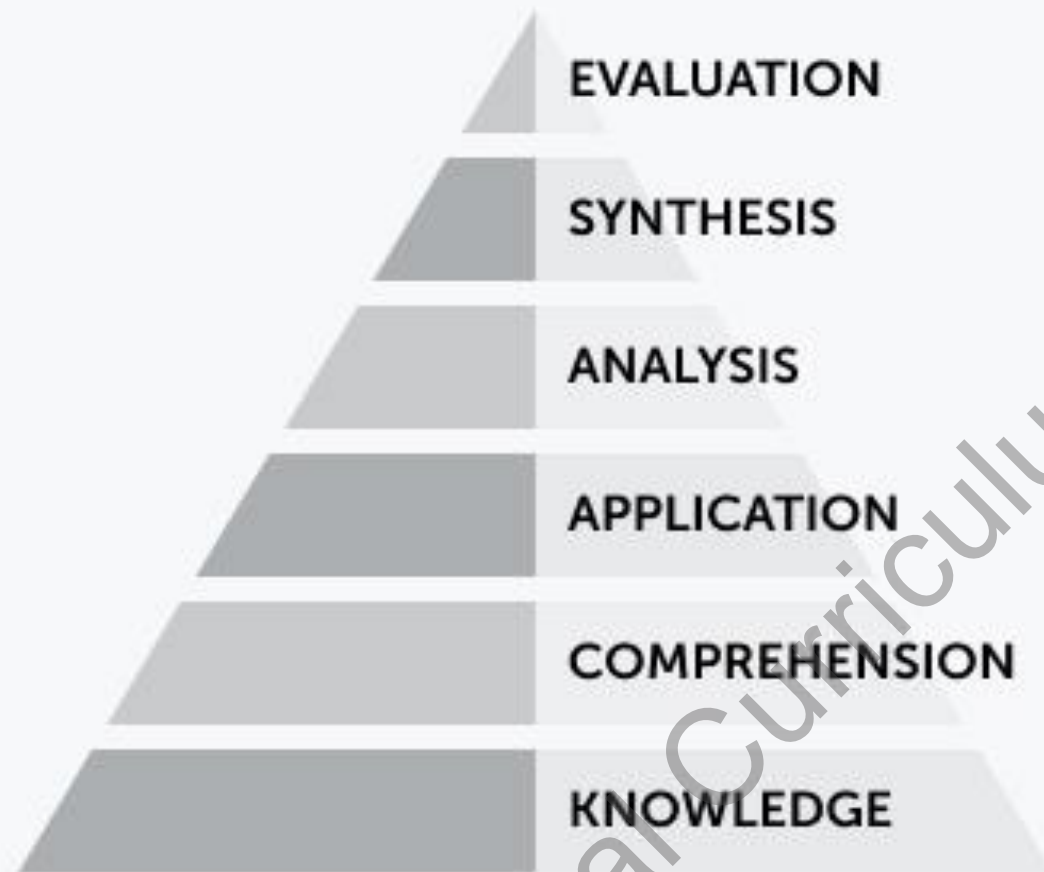 EVALUATION
SYNTHESIS
ANALYSIS
APPLICATION
COMPREHENSION
KNOWLEDGE